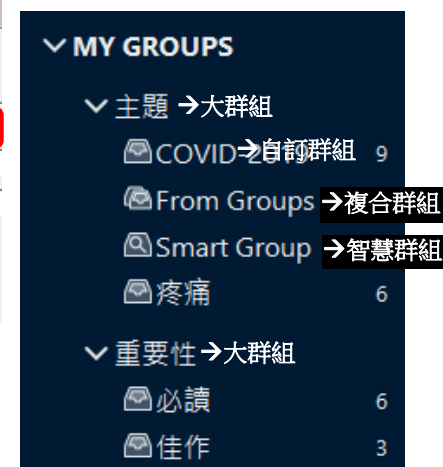 MY GROUPS
主題 →大群組
COVID-2019 →自訂群組 9
From Groups →複合群組
Smart Group →智慧群組
疼痛 6
重要性 →大群組
必讀 6
佳作 3